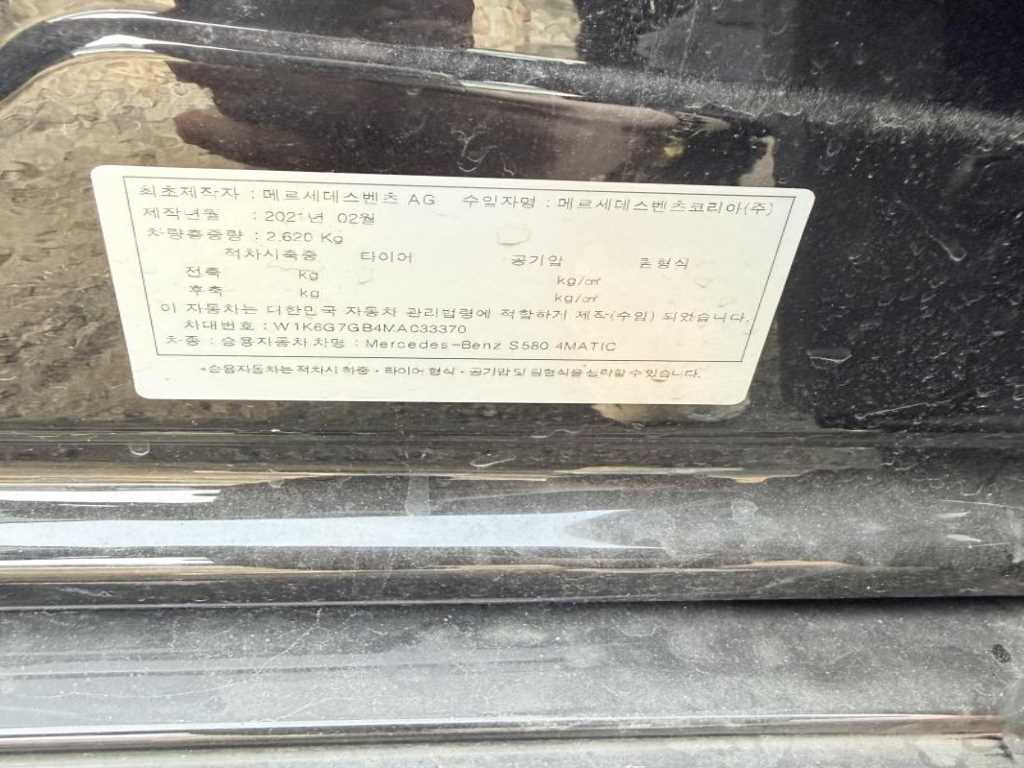 최초제작자 : 메르세데스벤츠 AG 수입자명 : 메르세데스벤츠코리아(주)
제작년월 : 2021년 02월
차량총중량 : 2.620 Kg
적차시축중 타이어 공기압 림형식
전축 kg kg/㎠
후축 kg kg/㎠
이 자동차는 대한민국 자동차 관리법령에 적합하게 제작(수입) 되었습니다.
차대번호 : W1K6G7GB4MA033370
차종 : 승용자동차 차명 : Mercedes-Benz S580 4MATIC
*승용자동차는 적차시 하중 · 타이어 형식 · 공기압 및 림형식을 생략할 수 있습니다.